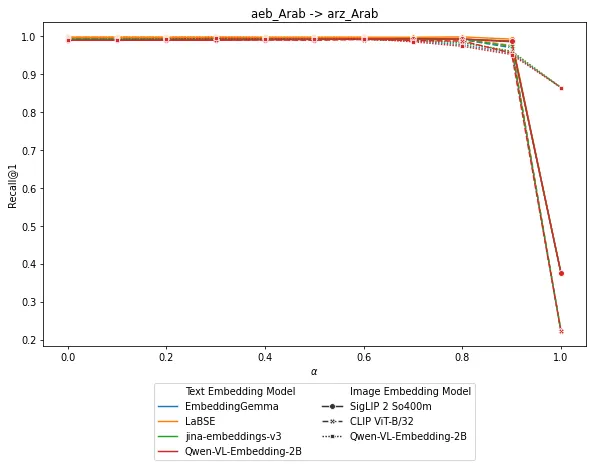 aeb_Arab -> arz_Arab
1.0
0.9
0.8
0.7
0.6
0.5
0.4
0.3
0.2
Recall@1
0.0 0.2 0.4 0.6 0.8 1.0
α
Text Embedding Model
EmbeddingGemma
LaBSE
jina-embeddings-v3
Qwen-VL-Embedding-2B
Image Embedding Model
SigLIP 2 So400m
CLIP ViT-B/32
Qwen-VL-Embedding-2B